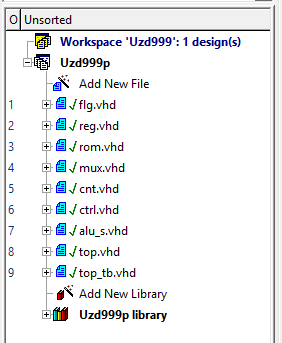 O Unsorted
Workspace 'Uzd999': 1 design(s)
Uzd999p
Add New File
1 flg.vhd
2 reg.vhd
3 rom.vhd
4 mux.vhd
5 cnt.vhd
6 ctrl.vhd
7 alu_s.vhd
8 top.vhd
9 top_tb.vhd
Add New Library
Uzd999p library